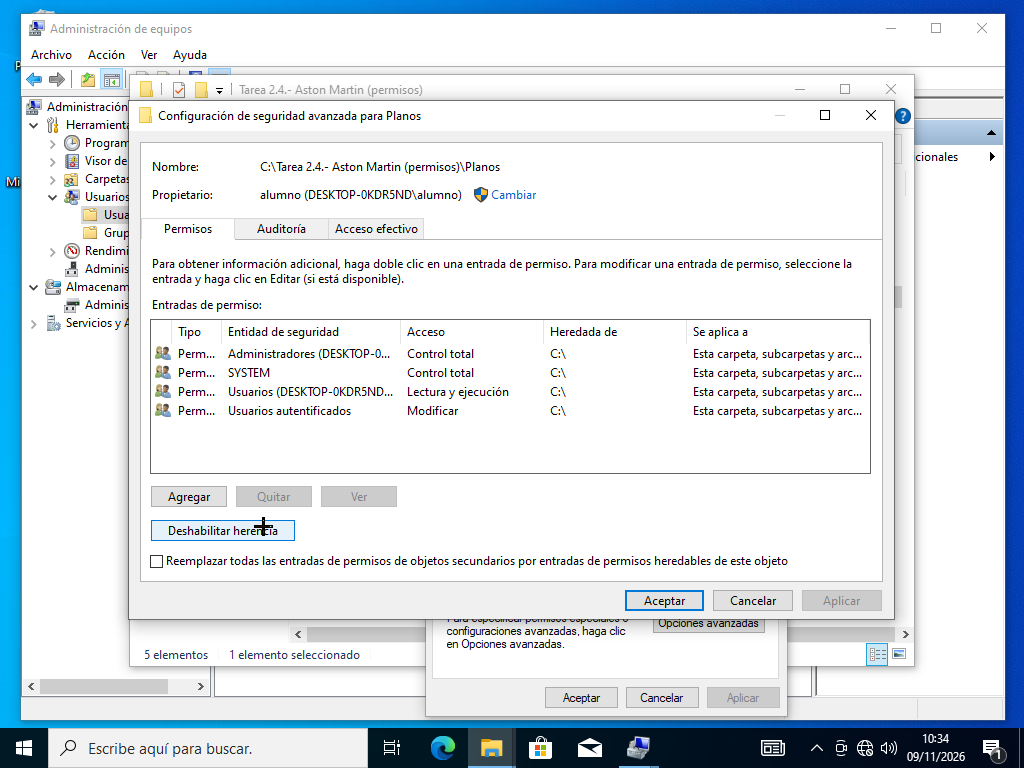 Administración de equipos
Archivo Acción Ver Ayuda
Tarea 2.4.- Aston Martin (permisos)
Administración
Herramienta
Program
Visor de
Carpetas
Usuarios
Usua
Grup
Rendimi
Adminis
Almacenam
Adminis
Servicios y A
cionales
Configuración de seguridad avanzada para Planos
Nombre: C:\Tarea 2.4.- Aston Martin (permisos)\Planos
Propietario: alumno (DESKTOP-0KDR5ND\alumno) Cambiar
Permisos Auditoría Acceso efectivo
Para obtener información adicional, haga doble clic en una entrada de permiso. Para modificar una entrada de permiso, seleccione la
entrada y haga clic en Editar (si está disponible).
Entradas de permiso:
Tipo Entidad de seguridad Acceso Heredada de Se aplica a
Perm... Administradores (DESKTOP-0... Control total C:\ Esta carpeta, subcarpetas y arc...
Perm... SYSTEM Control total C:\ Esta carpeta, subcarpetas y arc...
Perm... Usuarios (DESKTOP-0KDR5ND... Lectura y ejecución C:\ Esta carpeta, subcarpetas y arc...
Perm... Usuarios autentificados Modificar C:\ Esta carpeta, subcarpetas y arc...
Agregar Quitar Ver
Deshabilitar herencia
Reemplazar todas las entradas de permisos de objetos secundarios por entradas de permisos heredables de este objeto
Aceptar Cancelar Aplicar
Para especificar permisos especiales o
configuraciones avanzadas, haga clic
en Opciones avanzadas.
Opciones avanzadas
5 elementos 1 elemento seleccionado
Aceptar Cancelar Aplicar
Escribe aquí para buscar.
10:34
09/11/2026
1